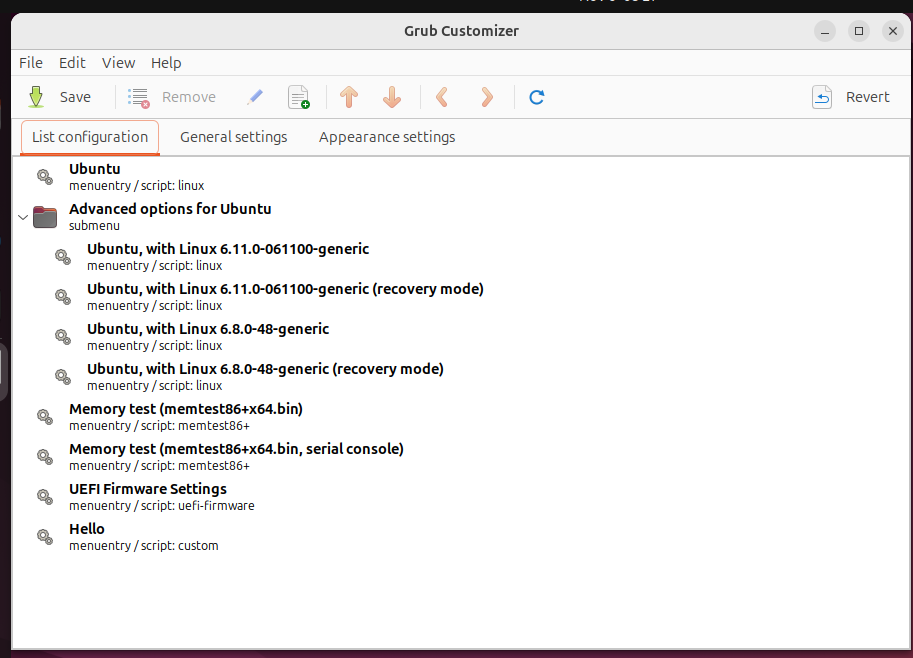 Grub Customizer
File Edit View Help
Save Remove Revert
List configuration General settings Appearance settings
Ubuntu
menuentry / script: linux
Advanced options for Ubuntu
submenu
Ubuntu, with Linux 6.11.0-061100-generic
menuentry / script: linux
Ubuntu, with Linux 6.11.0-061100-generic (recovery mode)
menuentry / script: linux
Ubuntu, with Linux 6.8.0-48-generic
menuentry / script: linux
Ubuntu, with Linux 6.8.0-48-generic (recovery mode)
menuentry / script: linux
Memory test (memtest86+x64.bin)
menuentry / script: memtest86+
Memory test (memtest86+x64.bin, serial console)
menuentry / script: memtest86+
UEFI Firmware Settings
menuentry / script: uefi-firmware
Hello
menuentry / script: custom